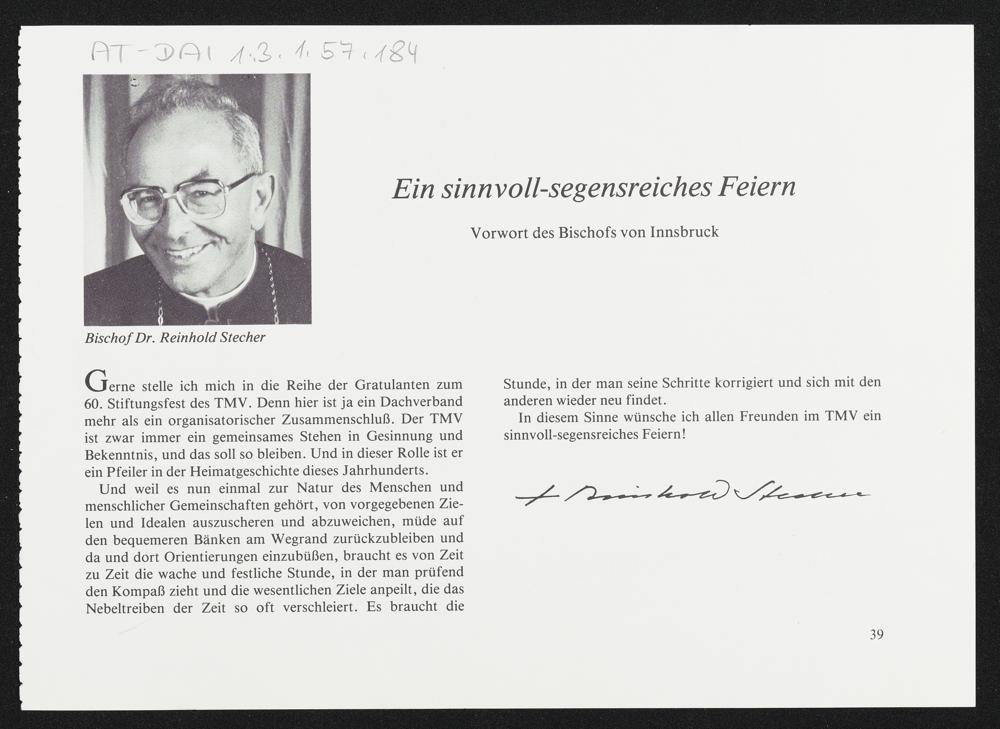 AT-DAI 1.3.1.57.184
Ein sinnvoll-segensreiches Feiern
Vorwort des Bischofs von Innsbruck
Bischof Dr. Reinhold Stecher
Gerne stelle ich mich in die Reihe der Gratulanten zum
60. Stiftungsfest des TMV. Denn hier ist ja ein Dachverband
mehr als ein organisatorischer Zusammenschluß. Der TMV
ist zwar immer ein gemeinsames Stehen in Gesinnung und
Bekenntnis, und das soll so bleiben. Und in dieser Rolle ist er
ein Pfeiler in der Heimatgeschichte dieses Jahrhunderts.
Und weil es nun einmal zur Natur des Menschen und
menschlicher Gemeinschaften gehört, von vorgegebenen Zie-
len und Idealen auszuscheren und abzuweichen, müde auf
den bequemeren Bänken am Wegrand zurückzubleiben und
da und dort Orientierungen einzubüßen, braucht es von Zeit
zu Zeit die wache und festliche Stunde, in der man prüfend
den Kompaß zieht und die wesentlichen Ziele anpeilt, die das
Nebeltreiben der Zeit so oft verschleiert. Es braucht die
Stunde, in der man seine Schritte korrigiert und sich mit den
anderen wieder neu findet.
In diesem Sinne wünsche ich allen Freunden im TMV ein
sinnvoll-segensreiches Feiern!
+ Reinhold Stecher
39